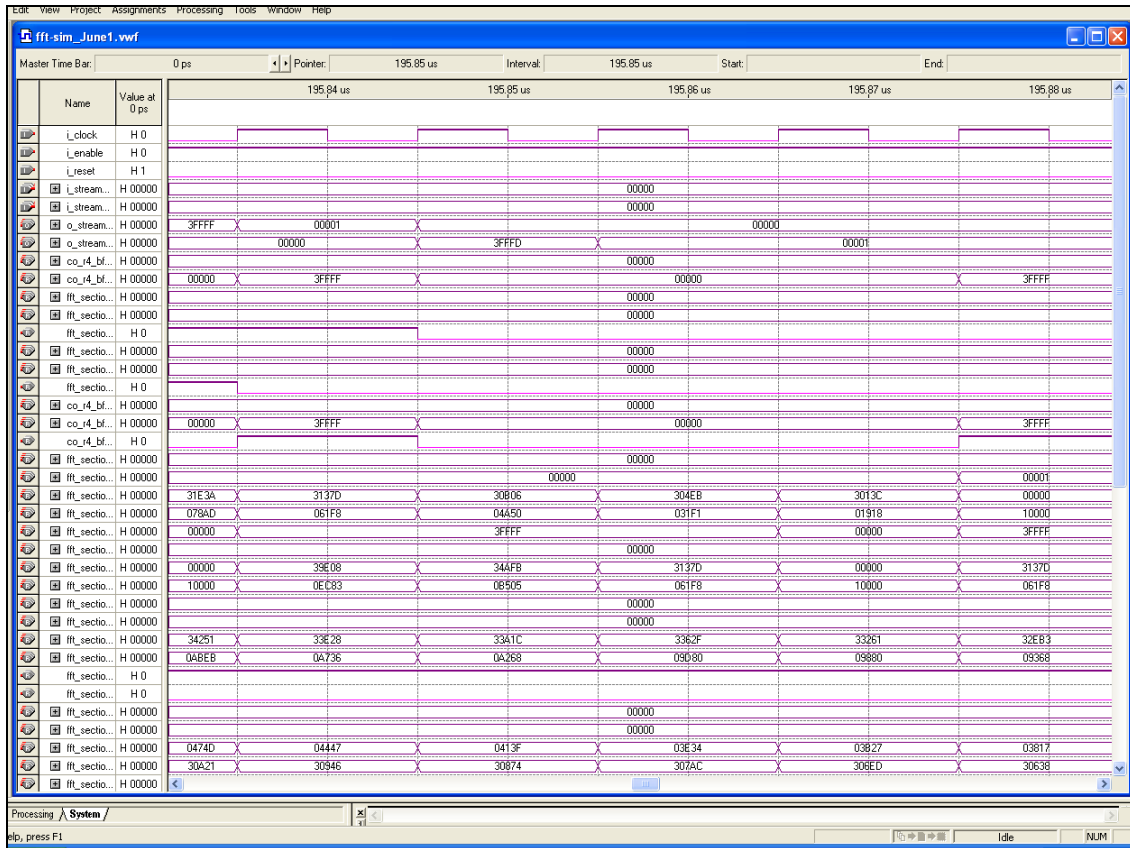 Edit View Project Assignments Processing Tools Window Help
fft-sim_June1.vwf
Master Time Bar: 0 ps Pointer: 195.85 us Interval: 195.85 us Start: End:
Name Value at 0 ps 195.84 us 195.85 us 195.86 us 195.87 us 195.88 us
i_clock H 0
i_enable H 0
i_reset H 1
i_stream... H 00000 00000
i_stream... H 00000 00000
o_stream... H 00000 3FFFF 00001 00000
o_stream... H 00000 00000 3FFFD 00001
co_r4_bf... H 00000 00000
co_r4_bf... H 00000 00000 3FFFF 00000 3FFFF
fft_sectio... H 00000 00000
fft_sectio... H 00000 00000
fft_sectio... H 0
fft_sectio... H 00000 00000
fft_sectio... H 00000 00000
fft_sectio... H 0
co_r4_bf... H 00000 00000
co_r4_bf... H 00000 00000 3FFFF 00000 3FFFF
co_r4_bf... H 0
fft_sectio... H 00000 00000
fft_sectio... H 00000 00000 00001
fft_sectio... H 00000 31E3A 3137D 30B06 304EB 3013C 00000
fft_sectio... H 00000 078AD 061F8 04A50 031F1 01918 10000
fft_sectio... H 00000 00000 3FFFF 00000 3FFFF
fft_sectio... H 00000 00000
fft_sectio... H 00000 00000 39E08 34AFB 3137D 00000 3137D
fft_sectio... H 00000 10000 0EC83 0B505 061F8 10000 061F8
fft_sectio... H 00000 00000
fft_sectio... H 00000 00000
fft_sectio... H 00000 34251 33E28 33A1C 3362F 33261 32EB3
fft_sectio... H 00000 0ABEB 0A736 0A268 09D80 09880 09368
fft_sectio... H 0
fft_sectio... H 0
fft_sectio... H 00000 00000
fft_sectio... H 00000 00000
fft_sectio... H 00000 0474D 04447 0413F 03E34 03B27 03817
fft_sectio... H 00000 30A21 30946 30874 307AC 306ED 30638
fft_sectio... H 00000
Processing System
elp, press F1 Idle NUM